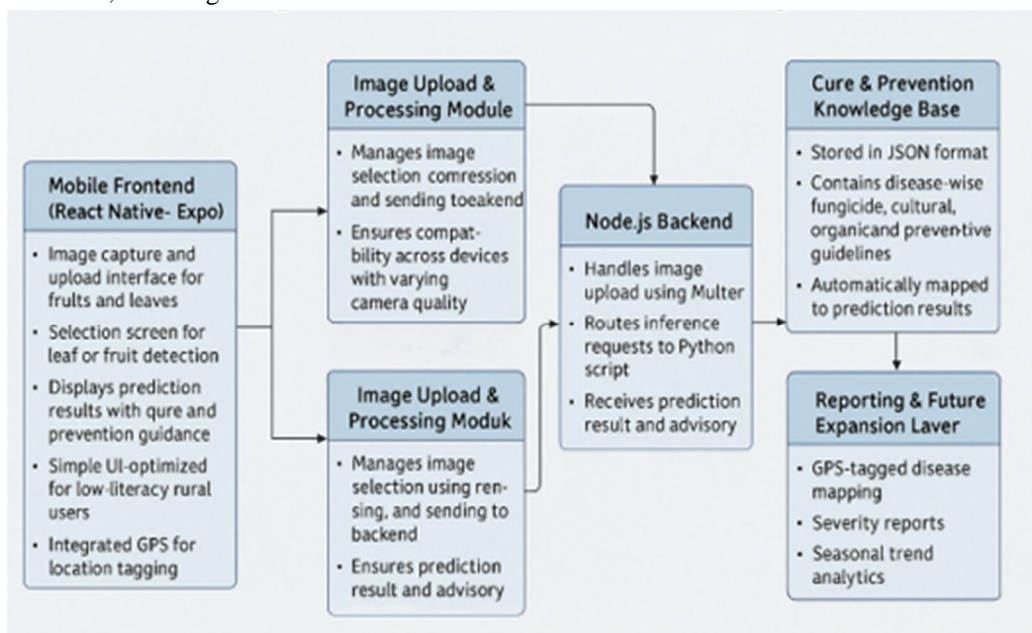 Mobile Frontend
(React Native- Expo)
• Image capture and
upload interface for
fruits and leaves
• Selection screen for
leaf or fruit detection
• Displays prediction
results with qure and
prevention guidance
• Simple UI-optimized
for low-literacy rural
users
• Integrated GPS for
location tagging
Image Upload &
Processing Module
• Manages image
selection comression
and sending toeakend
• Ensures compat-
bility across devices
with varying
camera quality
Image Upload &
Processing Moduk
• Manages image
selection using ren-
sing, and sending to
backend
• Ensures prediction
result and advisory
Node.js Backend
• Handles image
upload using Multer
• Routes inference
requests to Python
script
• Receives prediction
result and advisory
Cure & Prevention
Knowledge Base
• Stored in JSON format
• Contains disease-wise
fungicide, cultural,
organicand preven-tive
guidelines
• Automatically mapped
to prediction results
Reporting & Future
Expansion Laver
• GPS-tagged disease
mapping
• Severity reports
• Seasonal trend
analytics